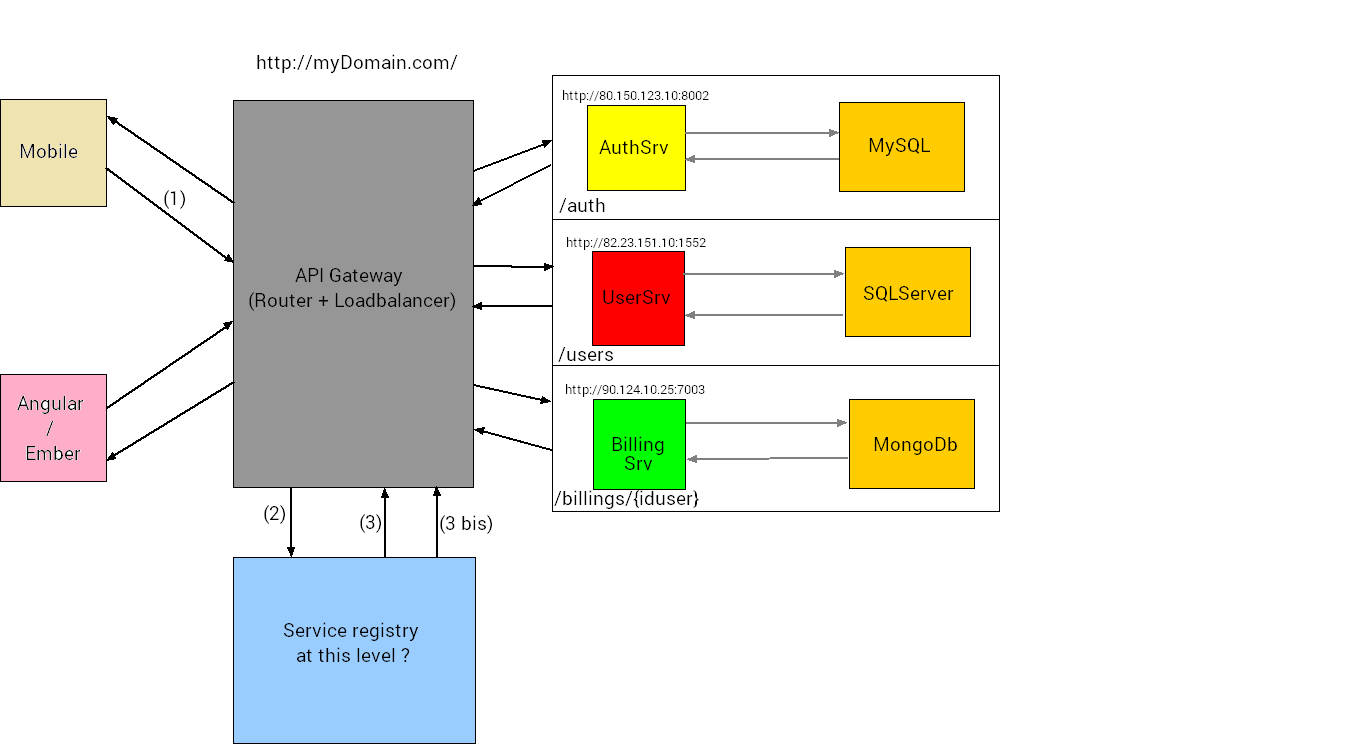 http://myDomain.com/
Mobile
(1)
API Gateway
(Router + Loadbalancer)
Angular
/
Ember
http://80.150.123.10:8002
AuthSrv
MySQL
/auth
http://82.23.151.10:1552
UserSrv
SQLServer
/users
http://90.124.10.25:7003
Billing
Srv
MongoDb
/billings/{iduser}
(2)
(3)
(3 bis)
Service registry
at this level ?